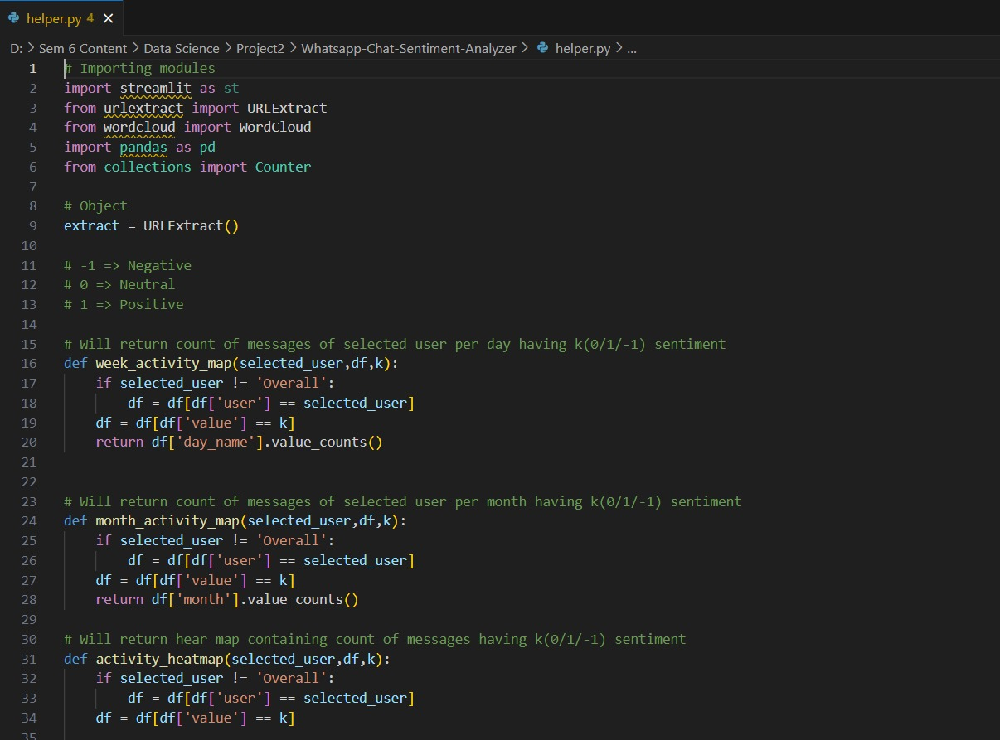 helper.py 4
D: > Sem 6 Content > Data Science > Project2 > Whatsapp-Chat-Sentiment-Analyzer > helper.py > ...
1 # Importing modules
2 import streamlit as st
3 from urlextract import URLExtract
4 from wordcloud import WordCloud
5 import pandas as pd
6 from collections import Counter
7
8 # Object
9 extract = URLExtract()
10
11 # -1 => Negative
12 # 0 => Neutral
13 # 1 => Positive
14
15 # Will return count of messages of selected user per day having k(0/1/-1) sentiment
16 def week_activity_map(selected_user,df,k):
17     if selected_user != 'Overall':
18         df = df[df['user'] == selected_user]
19     df = df[df['value'] == k]
20     return df['day_name'].value_counts()
21
22
23 # Will return count of messages of selected user per month having k(0/1/-1) sentiment
24 def month_activity_map(selected_user,df,k):
25     if selected_user != 'Overall':
26         df = df[df['user'] == selected_user]
27     df = df[df['value'] == k]
28     return df['month'].value_counts()
29
30 # Will return hear map containing count of messages having k(0/1/-1) sentiment
31 def activity_heatmap(selected_user,df,k):
32     if selected_user != 'Overall':
33         df = df[df['user'] == selected_user]
34     df = df[df['value'] == k]
35